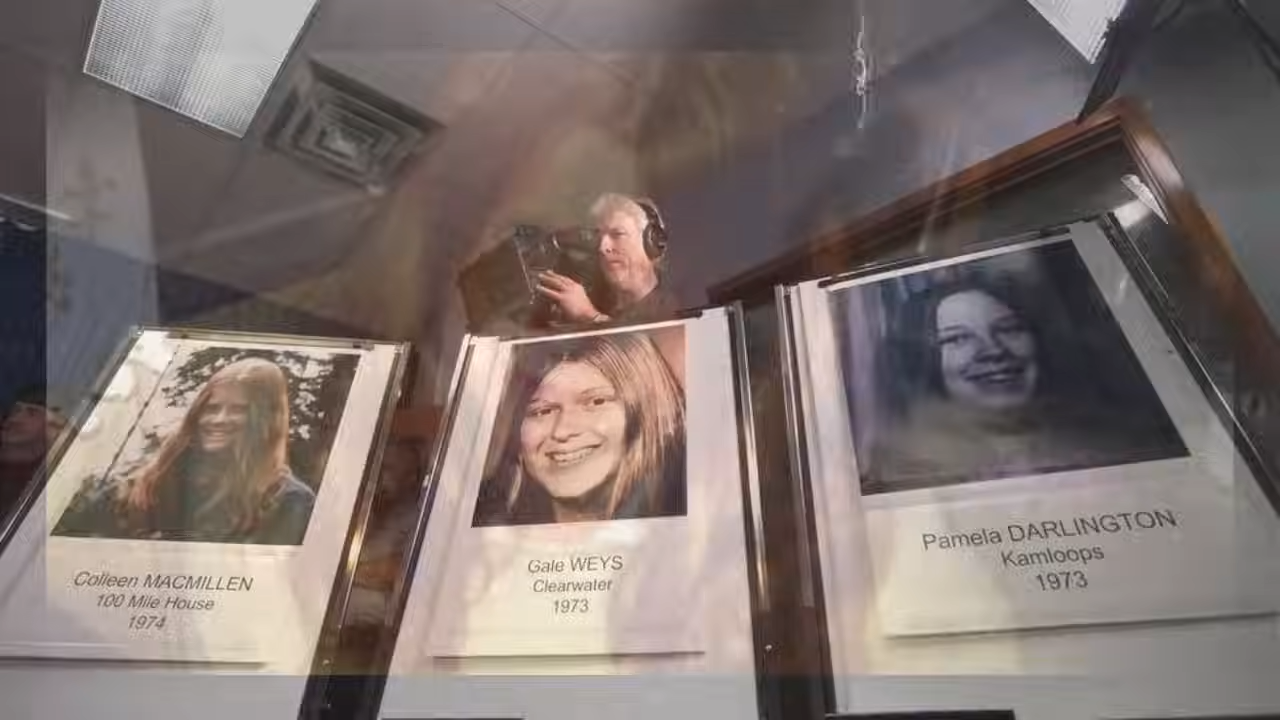 Colleen MACMILLEN
100 Mile House
1974
Gale WEYS
Clearwater
1973
Pamela DARLINGTON
Kamloops
1973